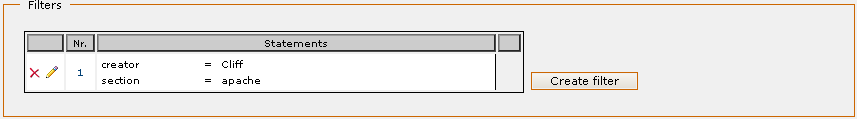 Filters
Nr. Statements
1 creator = Cliff
section = apache
Create filter